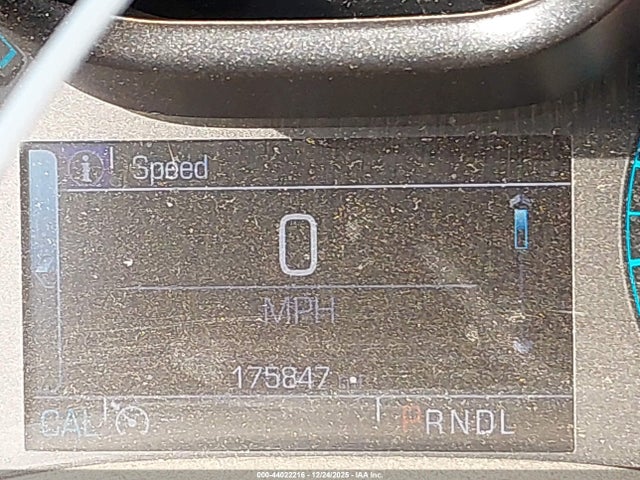 i Speed
0
MPH
175847
CAL PRNDL
000-44022216 - 12/24/2025 - IAA Inc.